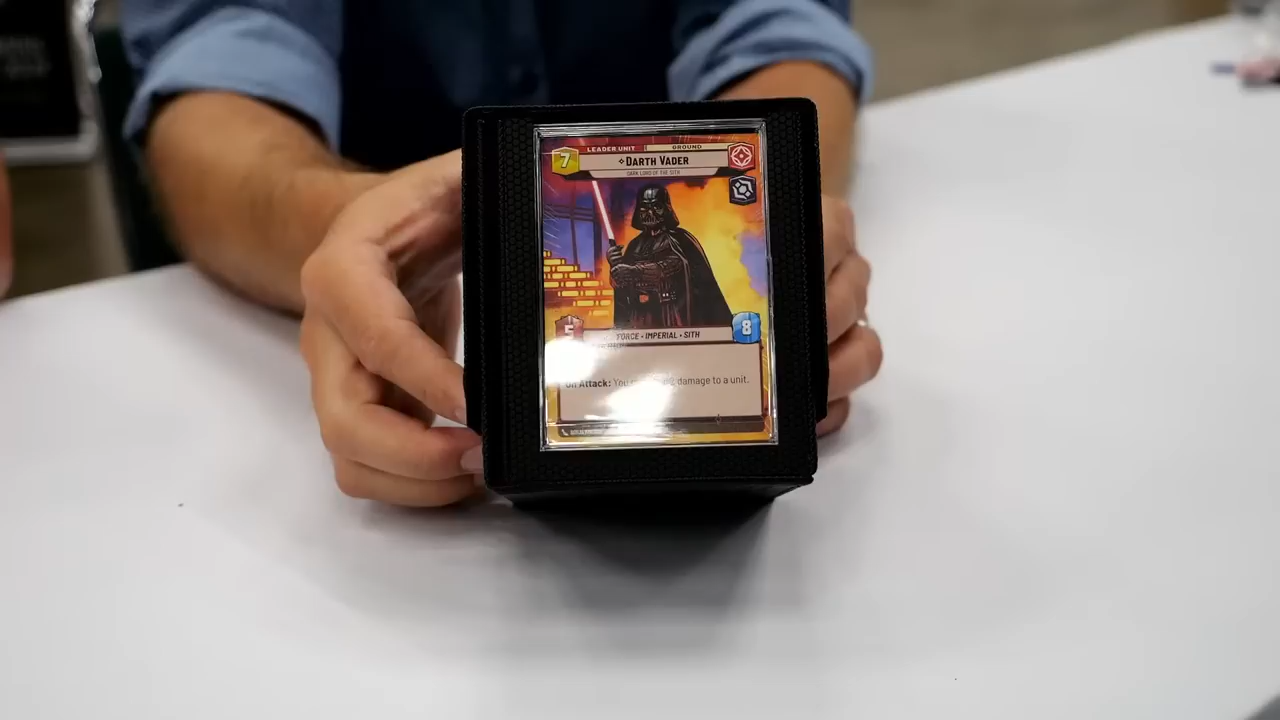 LEADER UNIT GROUND
7
DARTH VADER
DARK LORD OF THE SITH
5
FORCE • IMPERIAL • SITH
8
On Attack: You damage to a unit.